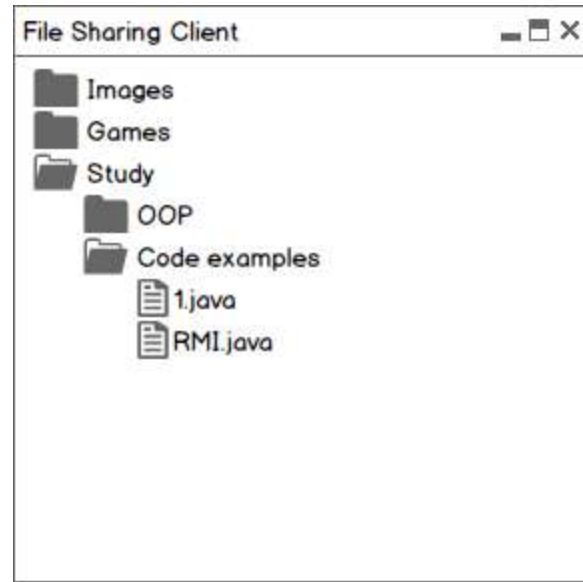 File Sharing Client
Images
Games
Study
OOP
Code examples
1.java
RMI.java